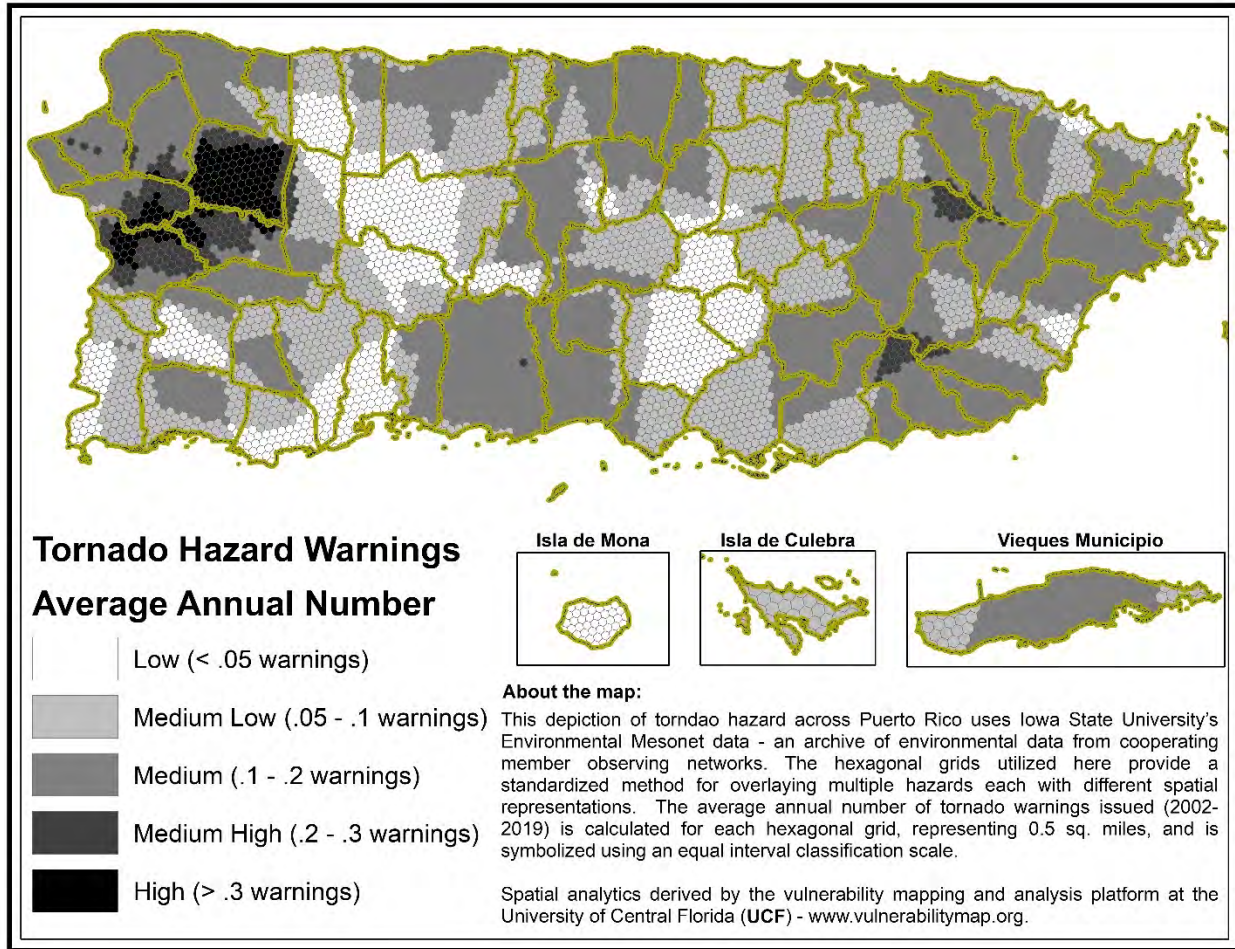 Tornado Hazard Warnings
Average Annual Number
Low (< .05 warnings)
Medium Low (.05 - .1 warnings)
Medium (.1 - .2 warnings)
Medium High (.2 - .3 warnings)
High (> .3 warnings)
Isla de Mona
Isla de Culebra
Vieques Municipio
About the map:
This depiction of torndao hazard across Puerto Rico uses Iowa State University's
Environmental Mesonet data - an archive of environmental data from cooperating
member observing networks. The hexagonal grids utilized here provide a
standardized method for overlaying multiple hazards each with different spatial
representations. The average annual number of tornado warnings issued (2002-
2019) is calculated for each hexagonal grid, representing 0.5 sq. miles, and is
symbolized using an equal interval classification scale.
Spatial analytics derived by the vulnerability mapping and analysis platform at the
University of Central Florida (UCF) - www.vulnerabilitymap.org.